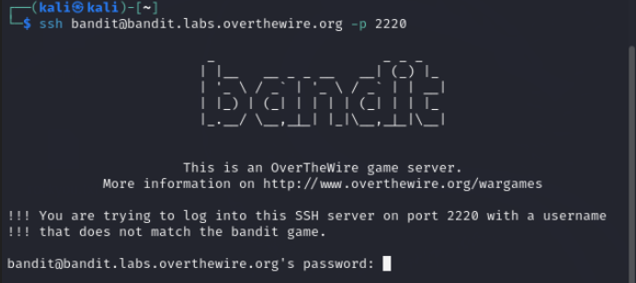 ┌──(kali㉿kali)-[~]
└─$ ssh bandit@bandit.labs.overthewire.org -p 2220
bandit
This is an OverTheWire game server.
More information on http://www.overthewire.org/wargames
!!! You are trying to log into this SSH server on port 2220 with a username
!!! that does not match the bandit game.
bandit@bandit.labs.overthewire.org's password: